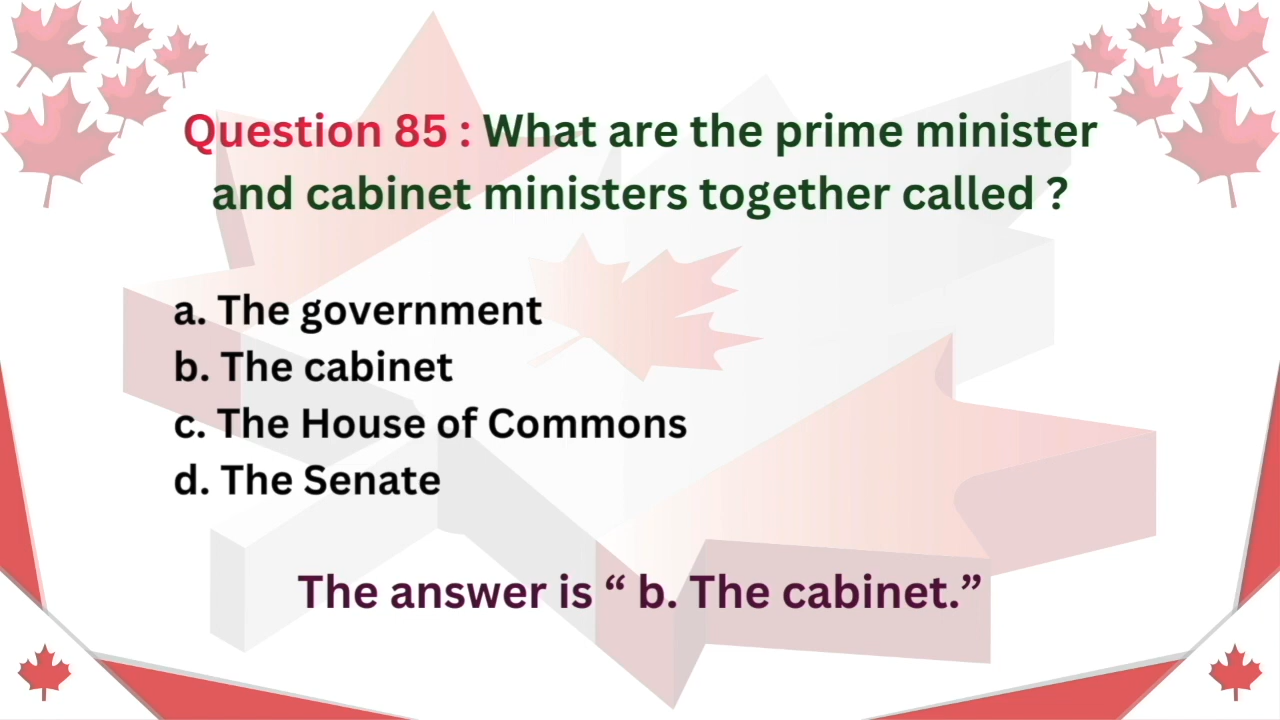 Question 85 : What are the prime minister
and cabinet ministers together called ?
a. The government
b. The cabinet
c. The House of Commons
d. The Senate
The answer is “ b. The cabinet.”